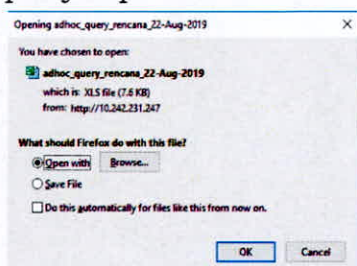 Opening adhoc_query_rencana_22-Aug-2019
You have chosen to open:
adhoc_query_rencana_22-Aug-2019
which is: XLS file (7.6 KB)
from: http://10.242.231.247
What should Firefox do with this file?
Open with Browse...
Save File
Do this automatically for files like this from now on.
OK Cancel